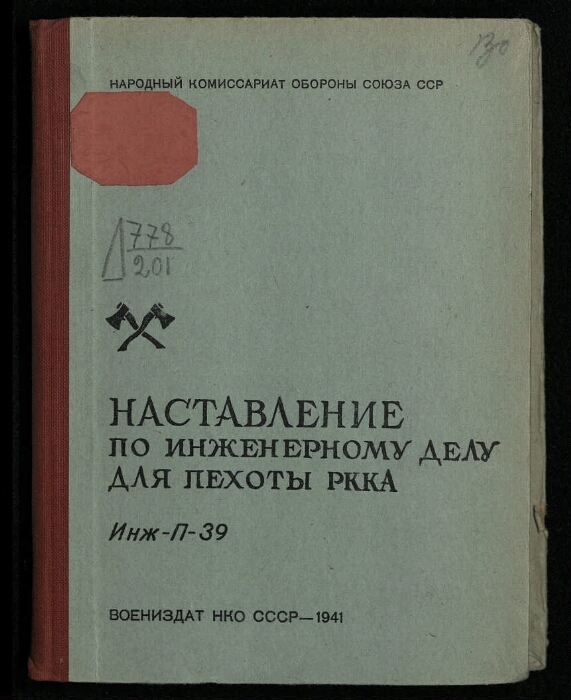 130
НАРОДНЫЙ КОМИССАРИАТ ОБОРОНЫ СОЮЗА ССР
Д 778
201
НАСТАВЛЕНИЕ
ПО ИНЖЕНЕРНОМУ ДЕЛУ
ДЛЯ ПЕХОТЫ РККА
Инж-П-39
ВОЕНИЗДАТ НКО СССР—1941